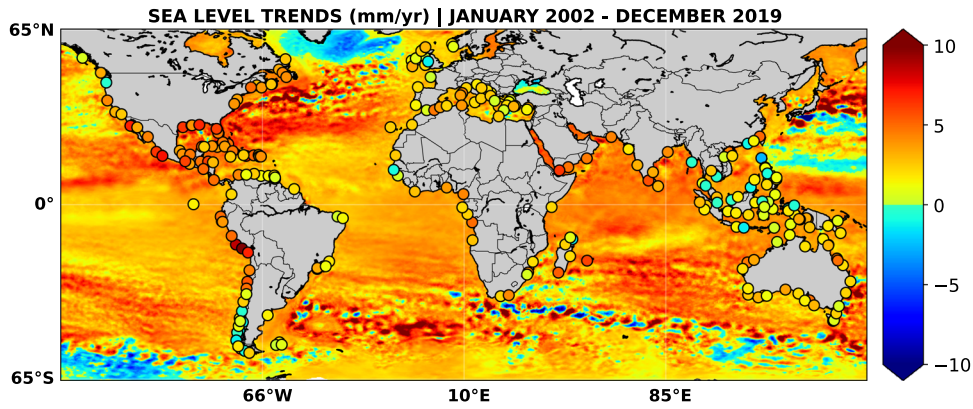 SEA LEVEL TRENDS (mm/yr) | JANUARY 2002 - DECEMBER 2019
65°N
0°
65°S
66°W
10°E
85°E
10
5
0
−5
−10